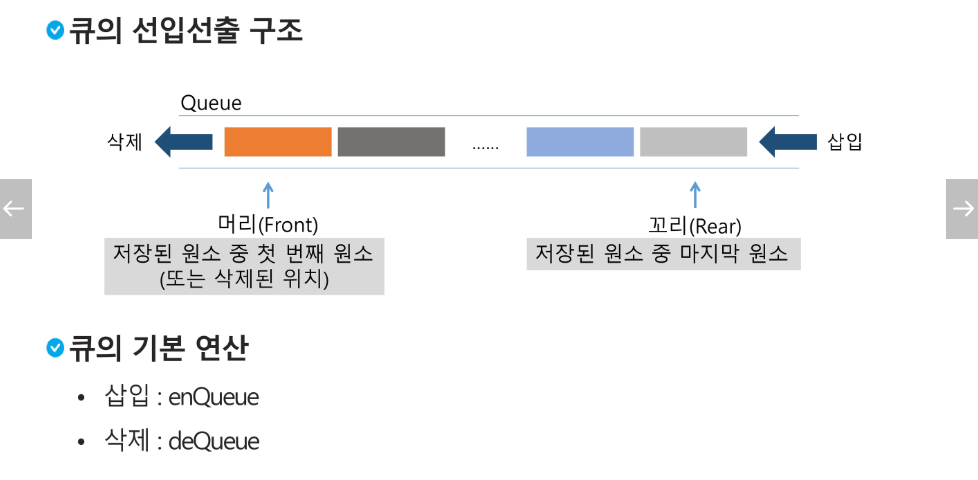 큐의 선입선출 구조
Queue
삭제
......
삽입
머리(Front)
저장된 원소 중 첫 번째 원소
(또는 삭제된 위치)
꼬리(Rear)
저장된 원소 중 마지막 원소
큐의 기본 연산
• 삽입 : enQueue
• 삭제 : deQueue